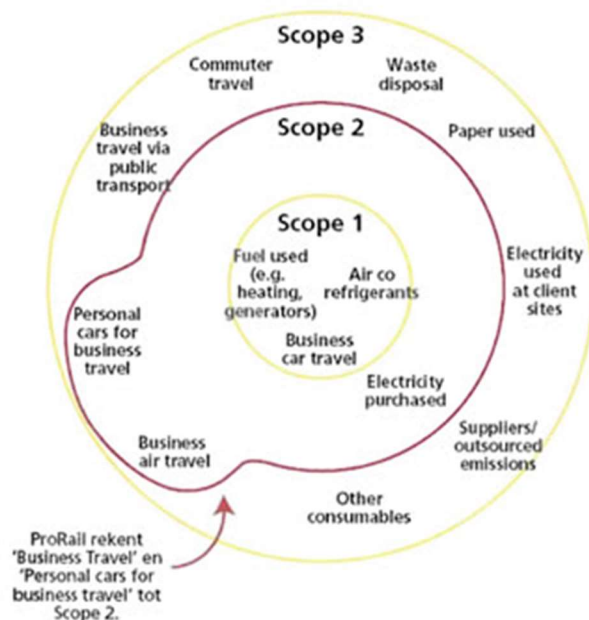 Scope 3
Commuter
travel
Waste
disposal
Business
travel via
public
transport
Scope 2
Paper used
Scope 1
Fuel used
(e.g.
heating,
generators)
Air co
refrigerants
Business
car travel
Electricity
used
at client
sites
Personal
cars for
business
travel
Electricity
purchased
Business
air travel
Suppliers/
outsourced
emissions
Other
consumables
ProRail rekent
'Business Travel' en
'Personal cars for
business travel' tot
Scope 2.